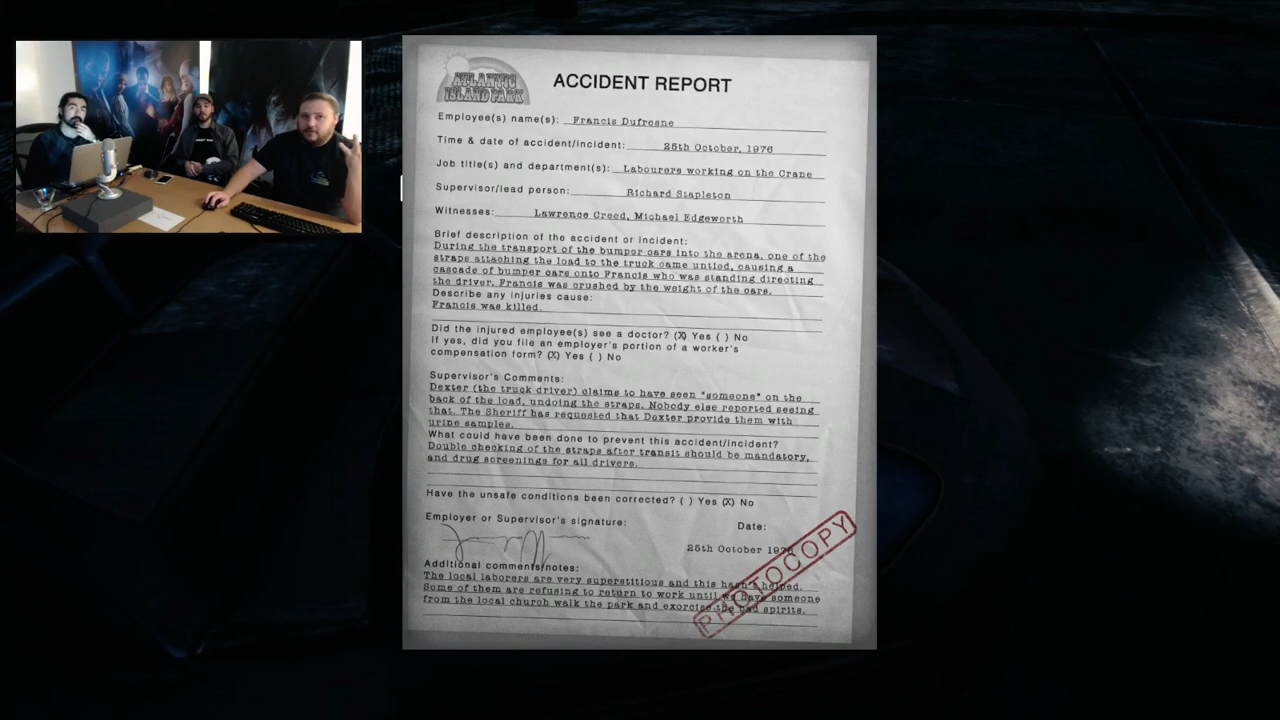 ATLANTIC
ISLAND PARK
ACCIDENT REPORT
Employee(s) name(s): Francis Dufresne
Time & date of accident/incident: 25th October, 1976
Job title(s) and department(s): Labourers working on the Crane
Supervisor/lead person: Richard Stapleton
Witnesses: Lawrence Creed, Michael Edgeworth
Brief description of the accident or incident:
During the transport of the bumper cars into the arena, one of the
straps attaching the load to the truck came untied, causing a
cascade of bumper cars onto Francis who was standing directing
the driver. Francis was crushed by the weight of the cars.
Describe any injuries cause:
Francis was killed.
Did the injured employee(s) see a doctor? (X) Yes ( ) No
If yes, did you file an employer's portion of a worker's
compensation form? (X) Yes ( ) No
Supervisor's Comments:
Dexter (the truck driver) claims to have seen "someone" on the
back of the load, undoing the straps. Nobody else reported seeing
that. The Sheriff has requested that Dexter provide them with
urine samples.
What could have been done to prevent this accident/incident?
Double checking of the straps after transit should be mandatory,
and drug screenings for all drivers.
Have the unsafe conditions been corrected? ( ) Yes (X) No
Employer or Supervisor's signature:
Date:
25th October 1976
Additional comments/notes:
The local laborers are very superstitious and this hasn't helped.
Some of them are refusing to return to work until we have someone
from the local church walk the park and exorcise the bad spirits.
PHOTOCOPY